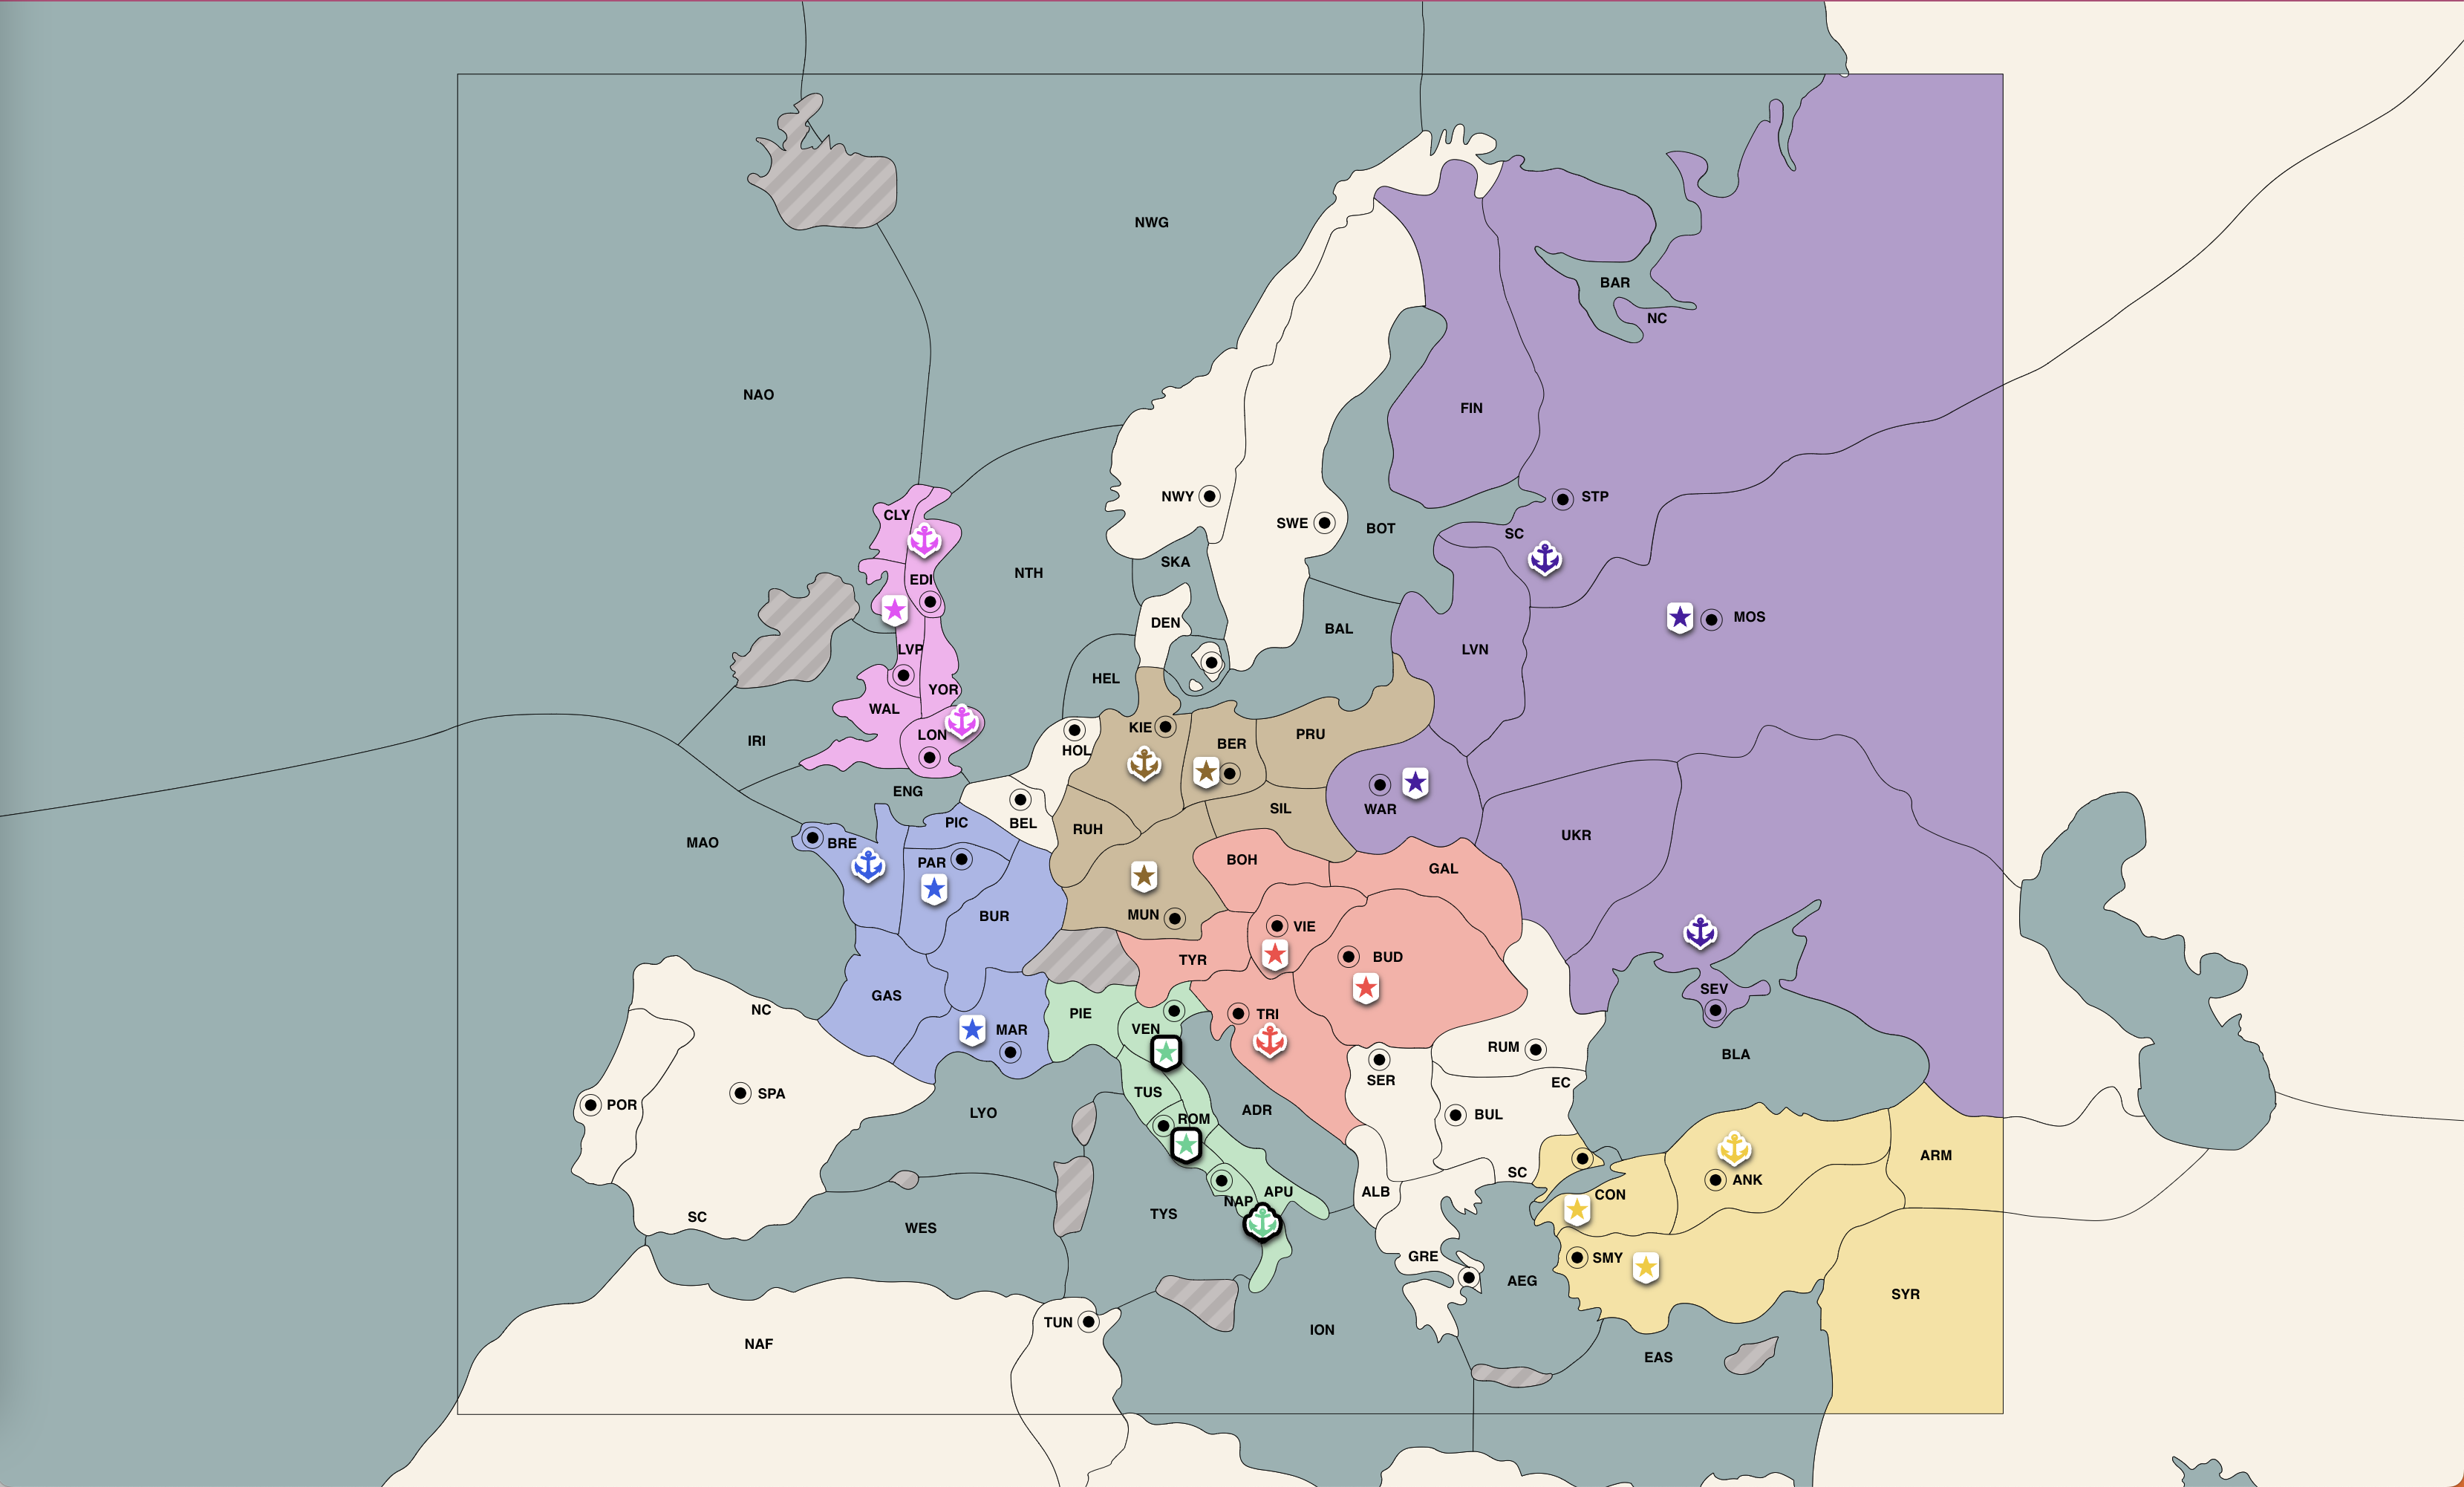 NWG
BAR
NC
NAO
FIN
NWY
STP
CLY
SWE
BOT
SC
SKA
NTH
EDI
MOS
DEN
BAL
LVP
LVN
HEL
YOR
WAL
KIE
LON
PRU
IRI
BER
HOL
ENG
SIL
WAR
PIC
BEL
RUH
UKR
MAO
BRE
PAR
BOH
GAL
MUN
BUR
VIE
TYR
BUD
SEV
GAS
NC
PIE
TRI
VEN
MAR
RUM
BLA
SER
EC
TUS
SPA
POR
LYO
ADR
BUL
ROM
ARM
SC
ANK
ALB
APU
CON
NAP
TYS
SC
WES
GRE
SMY
AEG
SYR
TUN
ION
NAF
EAS